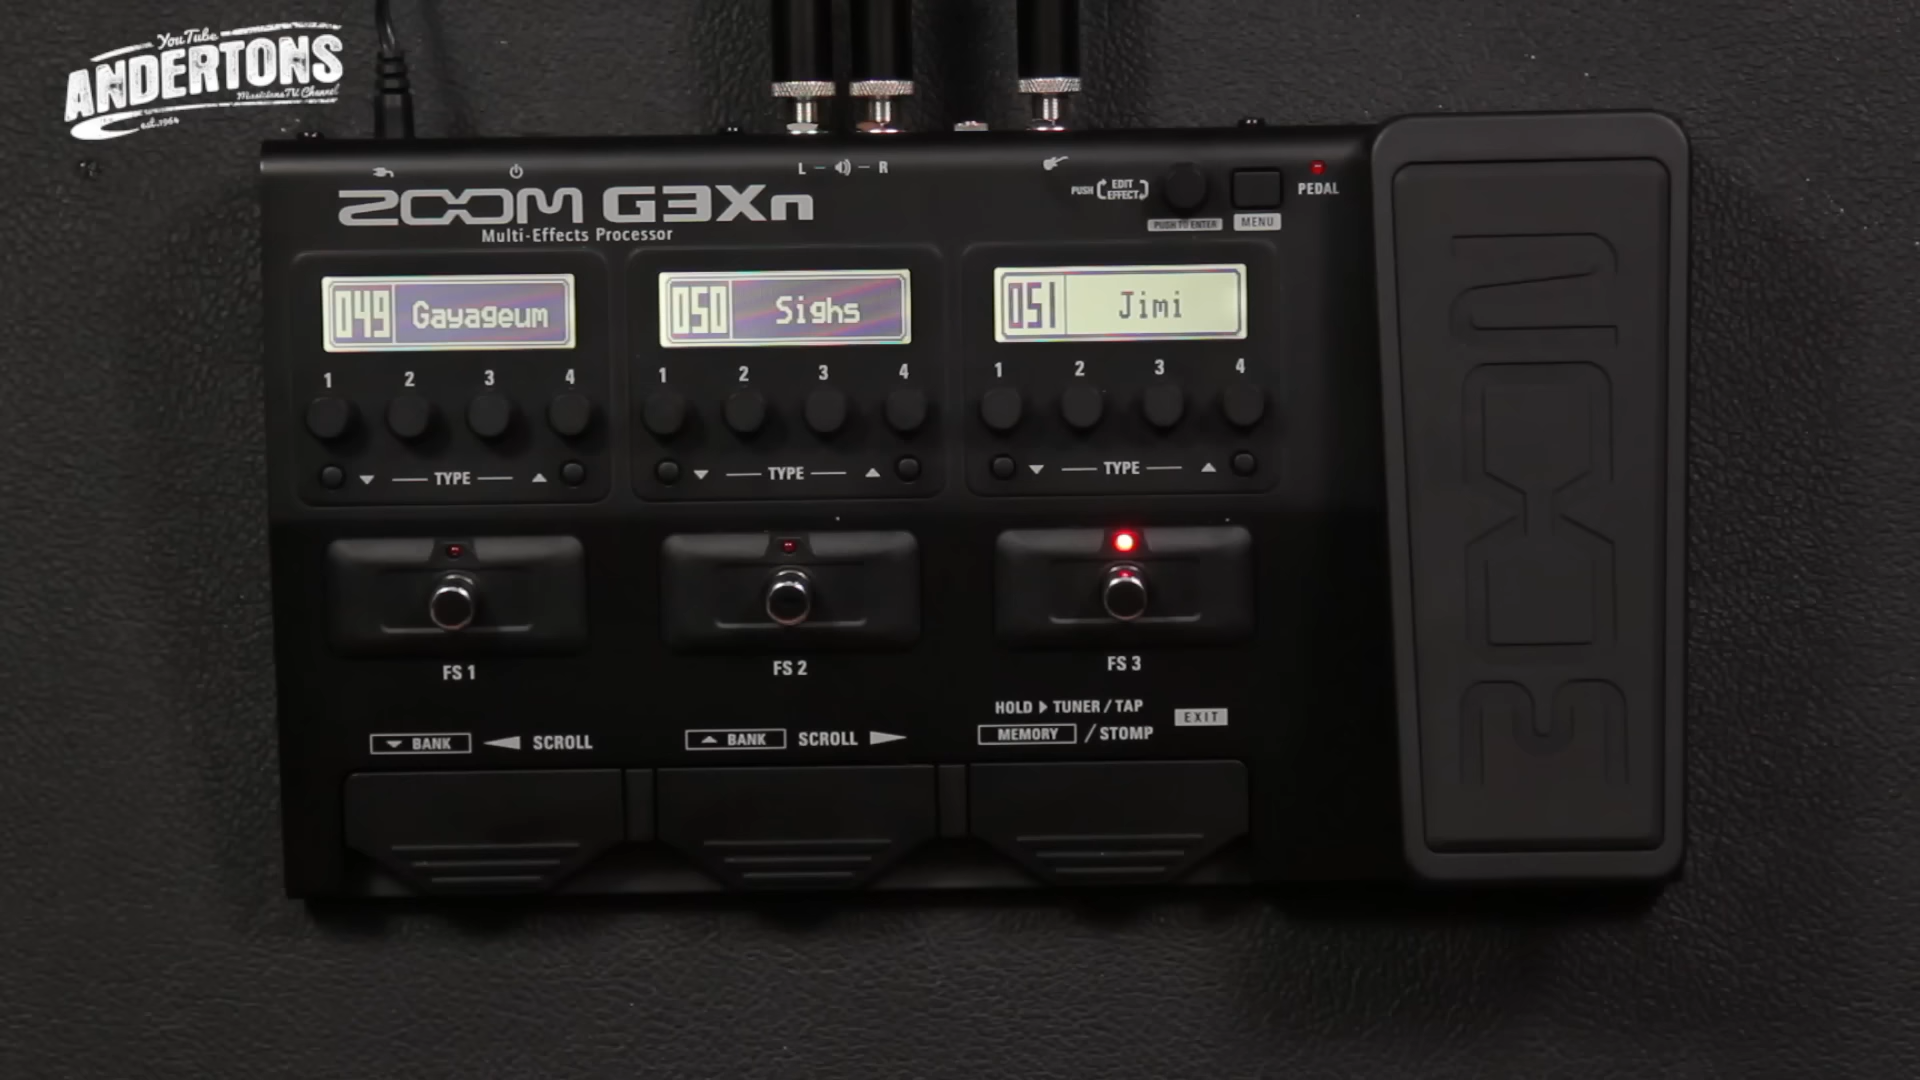 YouTube
ANDERTONS
Musicians TV Channel
est.1964
L R
ZOOM G3Xn
Multi-Effects Processor
PUSH EDIT EFFECT
PUSH TO ENTER
MENU
PEDAL
049 Gayageum
050 Sighs
051 Jimi
1 2 3 4
1 2 3 4
1 2 3 4
TYPE
TYPE
TYPE
FS 1
FS 2
FS 3
HOLD TUNER / TAP
MEMORY / STOMP
EXIT
BANK SCROLL
BANK SCROLL
ZOOM